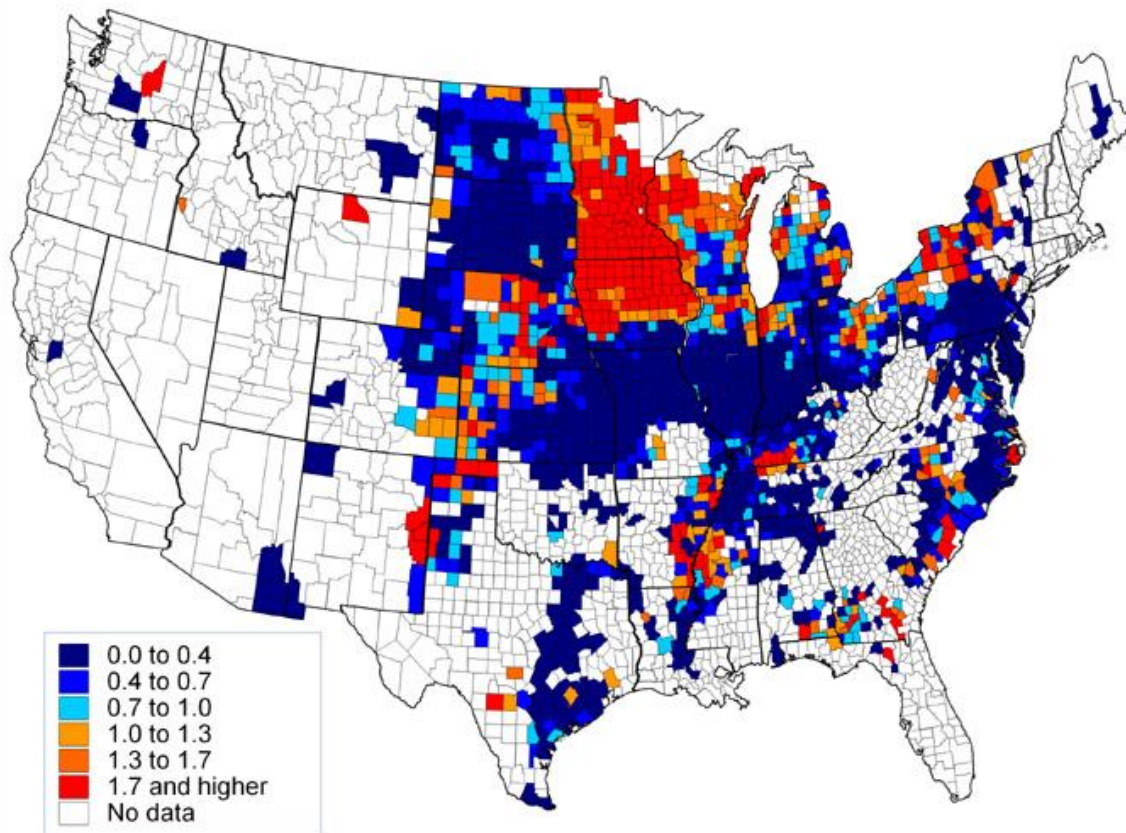 0.0 to 0.4
0.4 to 0.7
0.7 to 1.0
1.0 to 1.3
1.3 to 1.7
1.7 and higher
No data